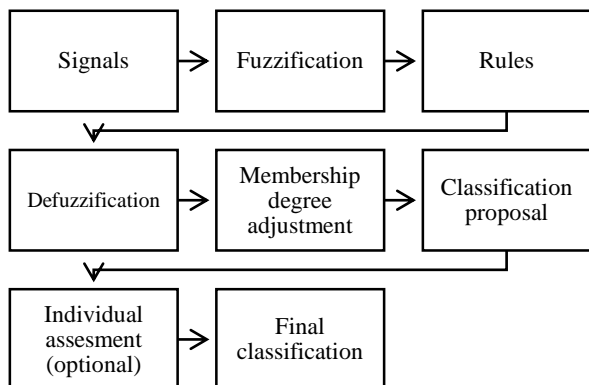 Signals
Fuzzification
Rules
Defuzzification
Membership
degree
adjustment
Classification
proposal
Individual
assesment
(optional)
Final
classification